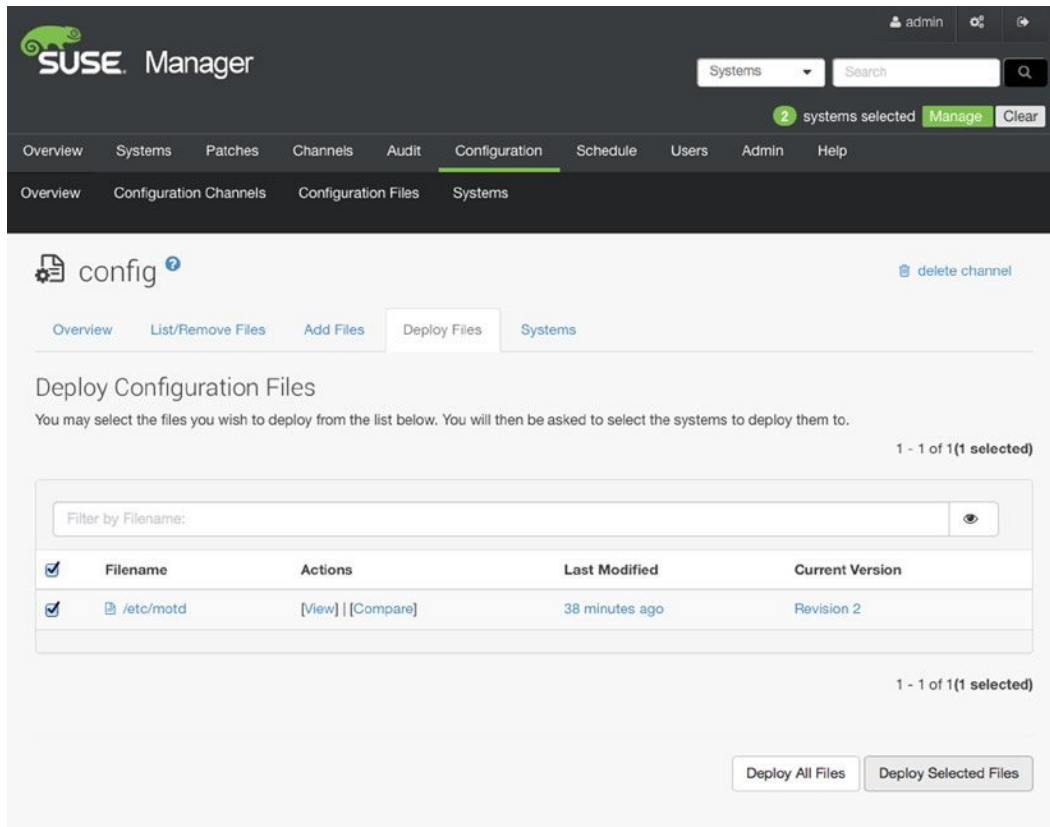 admin
SUSE. Manager
Systems Search
2 systems selected Manage Clear
Overview Systems Patches Channels Audit Configuration Schedule Users Admin Help
Overview Configuration Channels Configuration Files Systems
config ?
delete channel
Overview List/Remove Files Add Files Deploy Files Systems
Deploy Configuration Files
You may select the files you wish to deploy from the list below. You will then be asked to select the systems to deploy them to.
1 - 1 of 1(1 selected)
Filter by Filename:
Filename Actions Last Modified Current Version
/etc/motd [View] | [Compare] 38 minutes ago Revision 2
1 - 1 of 1(1 selected)
Deploy All Files Deploy Selected Files